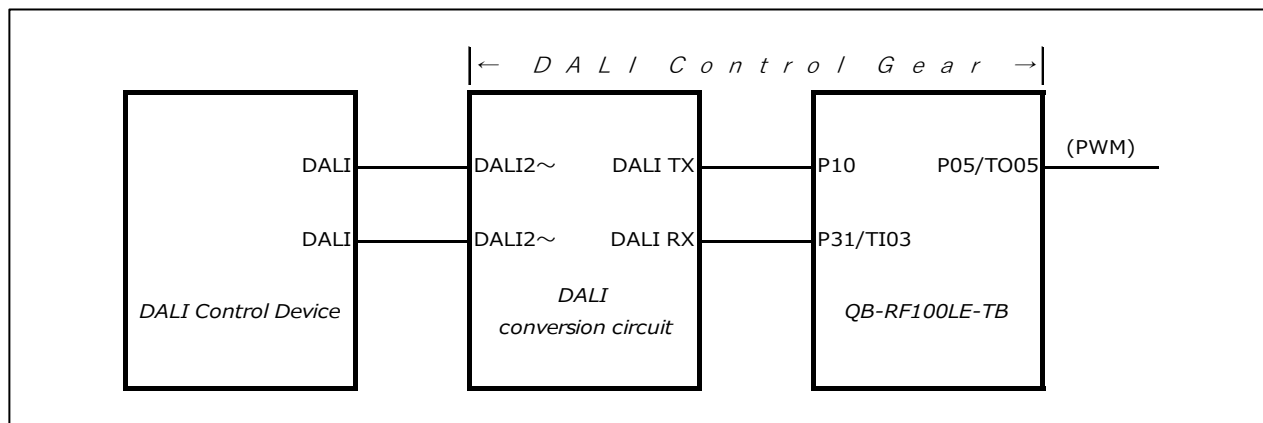 ← DALI Control Gear →
(PWM)
DALI DALI2～ DALI TX P10 P05/TO05
DALI DALI2～ DALI RX P31/TI03
DALI Control Device
DALI
conversion circuit
QB-RF100LE-TB